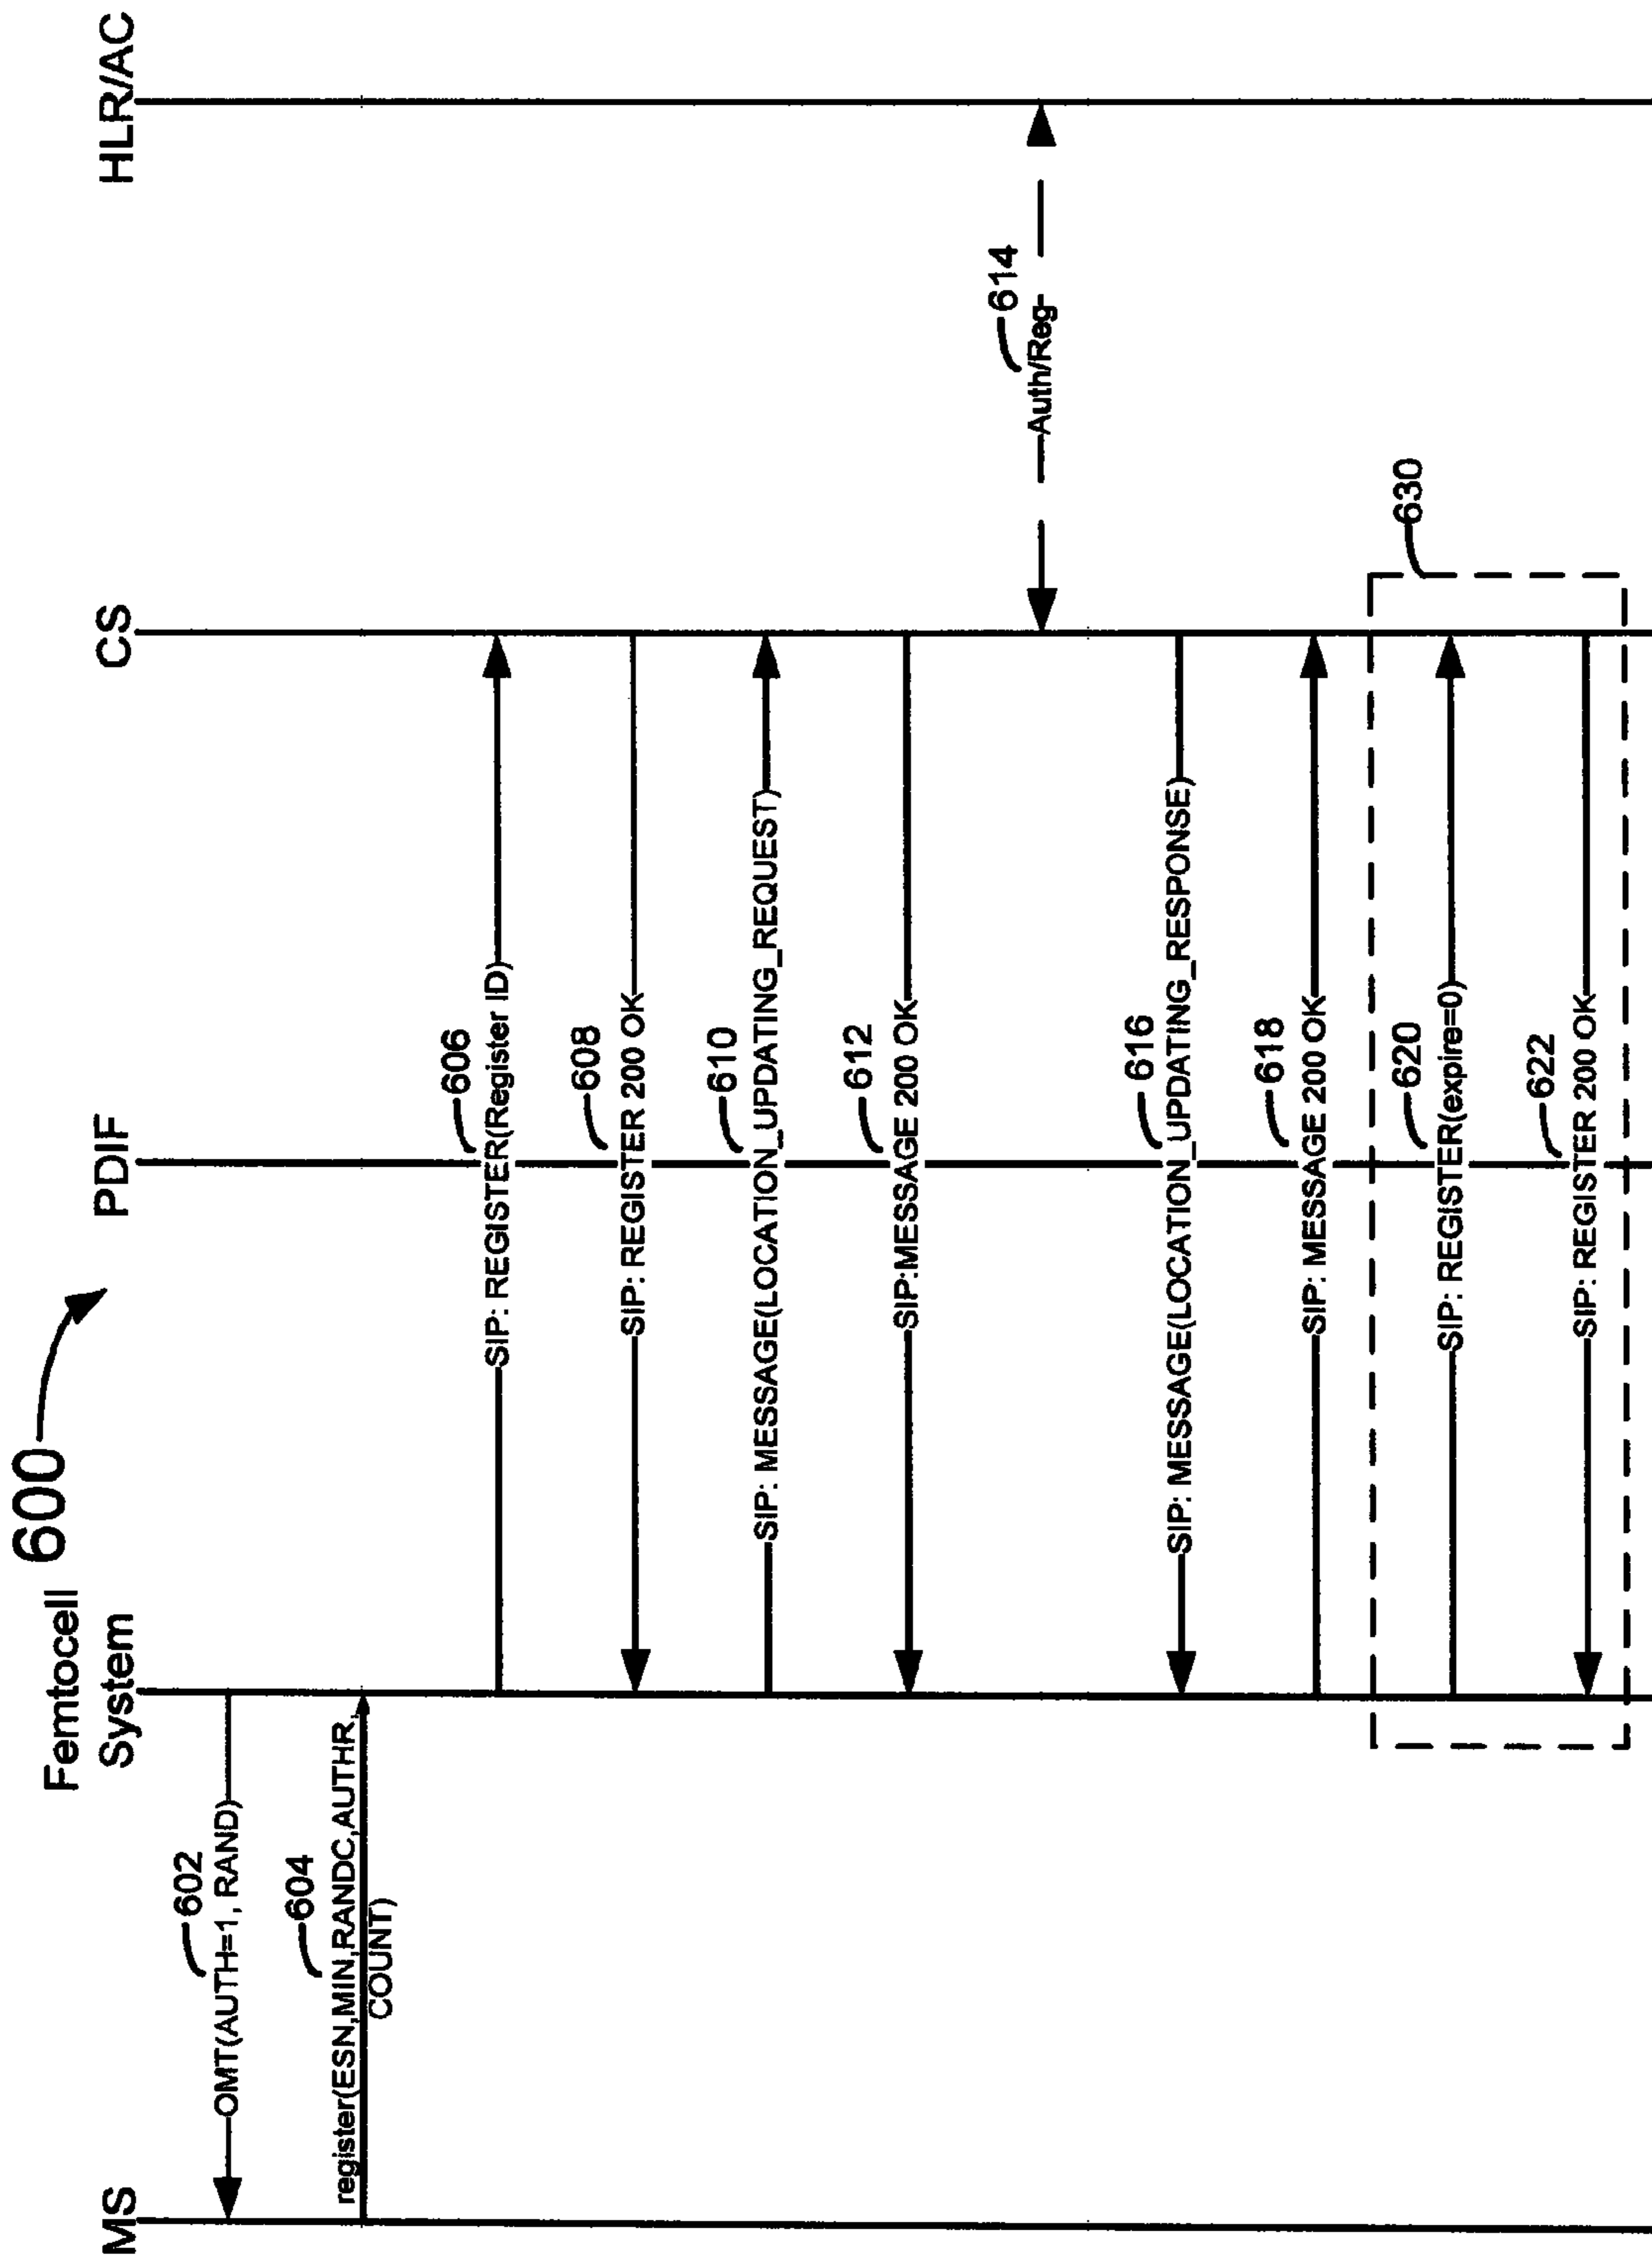 Femtocell 600
System
MS
PDIF
CS
HLR/AC
602
OMT(AUTH=1, RAND)
604
register(ESN,MIN,RANDC,AUTHR,
COUNT)
606
SIP: REGISTER(Register ID)
608
SIP: REGISTER 200 OK
610
SIP: MESSAGE(LOCATION_UPDATING_REQUEST)
612
SIP:MESSAGE 200 OK
614
Auth/Reg
616
SIP: MESSAGE(LOCATION_UPDATING_RESPONSE)
618
SIP: MESSAGE 200 OK
630
620
SIP: REGISTER(expire=0)
622
SIP: REGISTER 200 OK